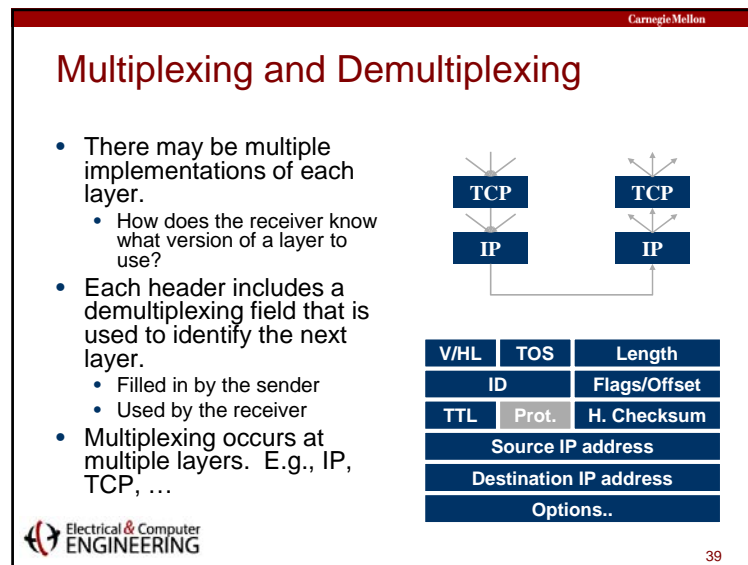 Carnegie Mellon
Multiplexing and Demultiplexing
• There may be multiple
implementations of each
layer.
• How does the receiver know
what version of a layer to
use?
• Each header includes a
demultiplexing field that is
used to identify the next
layer.
• Filled in by the sender
• Used by the receiver
• Multiplexing occurs at
multiple layers. E.g., IP,
TCP, …
TCP TCP
IP IP
V/HL TOS Length
ID Flags/Offset
TTL Prot. H. Checksum
Source IP address
Destination IP address
Options..
Electrical & Computer
ENGINEERING
39